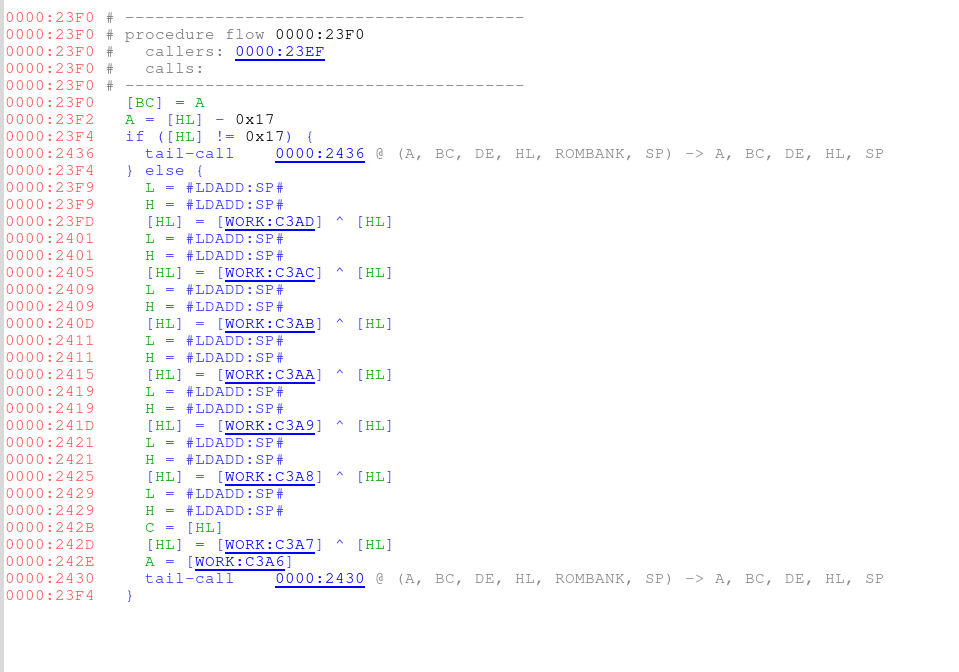 0000:23F0 # ----------------------------------------
0000:23F0 # procedure flow 0000:23F0
0000:23F0 #   callers: 0000:23EF
0000:23F0 #   calls:
0000:23F0 # ----------------------------------------
0000:23F0   [BC] = A
0000:23F2   A = [HL] - 0x17
0000:23F4   if ([HL] != 0x17) {
0000:2436     tail-call    0000:2436 @ (A, BC, DE, HL, ROMBANK, SP) -> A, BC, DE, HL, SP
0000:23F4   } else {
0000:23F9     L = #LDADD:SP#
0000:23F9     H = #LDADD:SP#
0000:23FD     [HL] = [WORK:C3AD] ^ [HL]
0000:2401     L = #LDADD:SP#
0000:2401     H = #LDADD:SP#
0000:2405     [HL] = [WORK:C3AC] ^ [HL]
0000:2409     L = #LDADD:SP#
0000:2409     H = #LDADD:SP#
0000:240D     [HL] = [WORK:C3AB] ^ [HL]
0000:2411     L = #LDADD:SP#
0000:2411     H = #LDADD:SP#
0000:2415     [HL] = [WORK:C3AA] ^ [HL]
0000:2419     L = #LDADD:SP#
0000:2419     H = #LDADD:SP#
0000:241D     [HL] = [WORK:C3A9] ^ [HL]
0000:2421     L = #LDADD:SP#
0000:2421     H = #LDADD:SP#
0000:2425     [HL] = [WORK:C3A8] ^ [HL]
0000:2429     L = #LDADD:SP#
0000:2429     H = #LDADD:SP#
0000:242B     C = [HL]
0000:242D     [HL] = [WORK:C3A7] ^ [HL]
0000:242E     A = [WORK:C3A6]
0000:2430     tail-call    0000:2430 @ (A, BC, DE, HL, ROMBANK, SP) -> A, BC, DE, HL, SP
0000:23F4   }